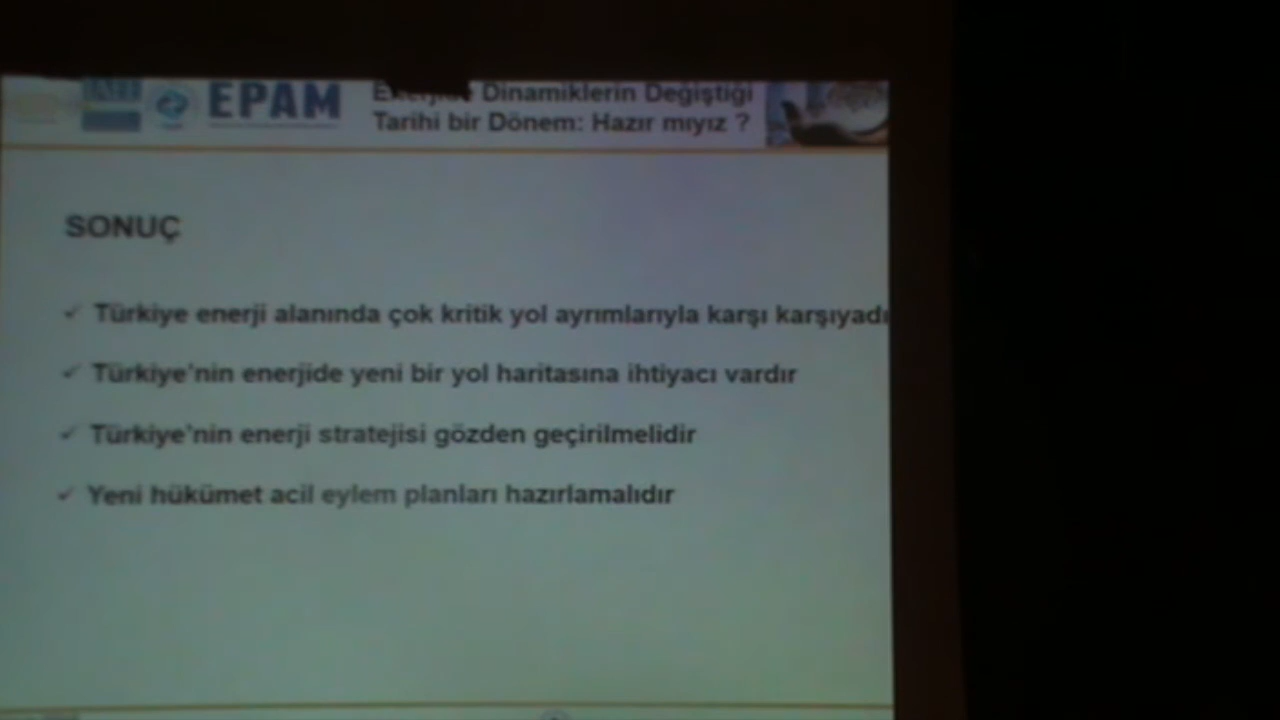 EPAM
Enerjide Dinamiklerin Değiştiği
Tarihi bir Dönem: Hazır mıyız ?
SONUÇ
✓ Türkiye enerji alanında çok kritik yol ayrımlarıyla karşı karşıyadı
✓ Türkiye'nin enerjide yeni bir yol haritasına ihtiyacı vardır
✓ Türkiye'nin enerji stratejisi gözden geçirilmelidir
✓ Yeni hükümet acil eylem planları hazırlamalıdır